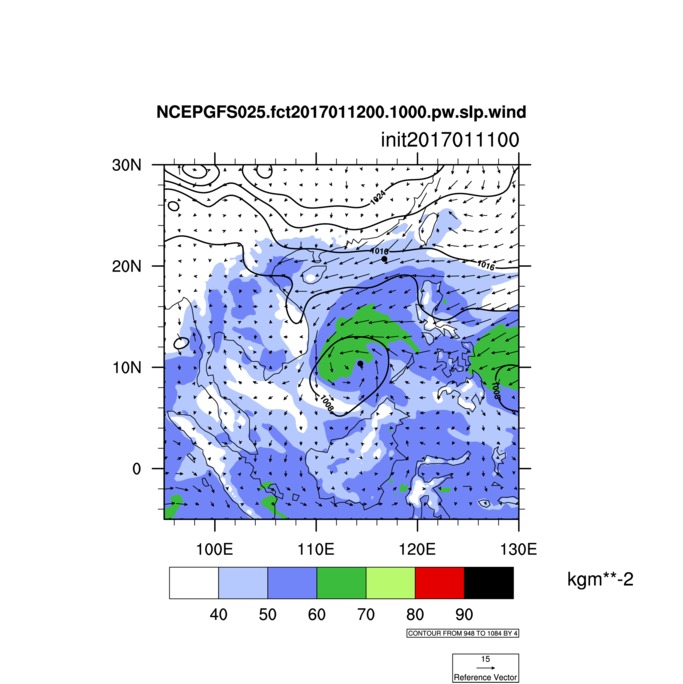 NCEPGFS025.fct2017011200.1000.pw.slp.wind
init2017011100
30N
1024
1016
1016
20N
10N
1008
1008
0
100E 110E 120E 130E
kgm**-2
40 50 60 70 80 90
CONTOUR FROM 948 TO 1084 BY 4
15
Reference Vector